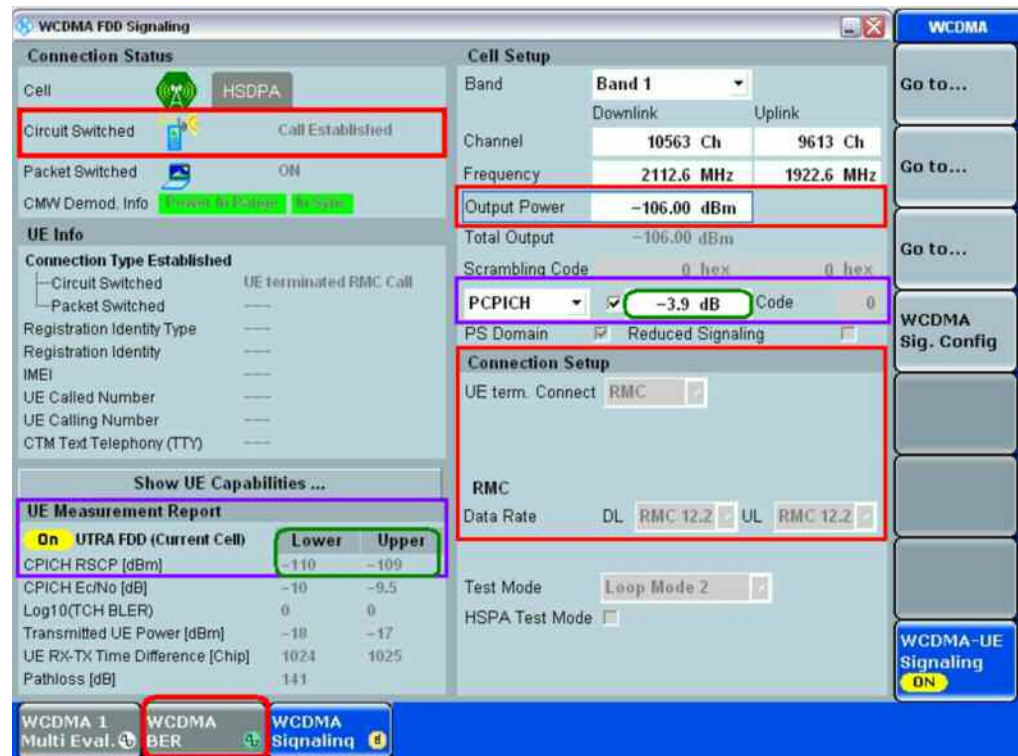 WCDMA FDD Signaling
Connection Status
Cell HSDPA
Circuit Switched Call Established
Packet Switched ON
CMW Demod. Info Power In Range In Sync
UE Info
Connection Type Established
Circuit Switched UE terminated RMC Call
Packet Switched ---
Registration Identity Type ---
Registration Identity ---
IMEI ---
UE Called Number ---
UE Calling Number ---
CTM Text Telephony (TTY) ---
Show UE Capabilities ...
UE Measurement Report
On UTRA FDD (Current Cell) Lower Upper
CPICH RSCP [dBm] -110 -109
CPICH Ec/No [dB] -10 -9.5
Log10(TCH BLER) 0 0
Transmitted UE Power [dBm] -18 -17
UE RX-TX Time Difference [Chip] 1024 1025
Pathloss [dB] 141
Cell Setup
Band Band 1
Downlink Uplink
Channel 10563 Ch 9613 Ch
Frequency 2112.6 MHz 1922.6 MHz
Output Power -106.00 dBm
Total Output -106.00 dBm
Scrambling Code 0 hex 0 hex
PCPICH -3.9 dB Code 0
PS Domain Reduced Signaling
Connection Setup
UE term. Connect RMC
RMC
Data Rate DL RMC 12.2 UL RMC 12.2
Test Mode Loop Mode 2
HSPA Test Mode
WCDMA
Go to...
Go to...
Go to...
WCDMA
Sig. Config
WCDMA-UE
Signaling
ON
WCDMA 1
Multi Eval.
WCDMA
BER
WCDMA
Signaling